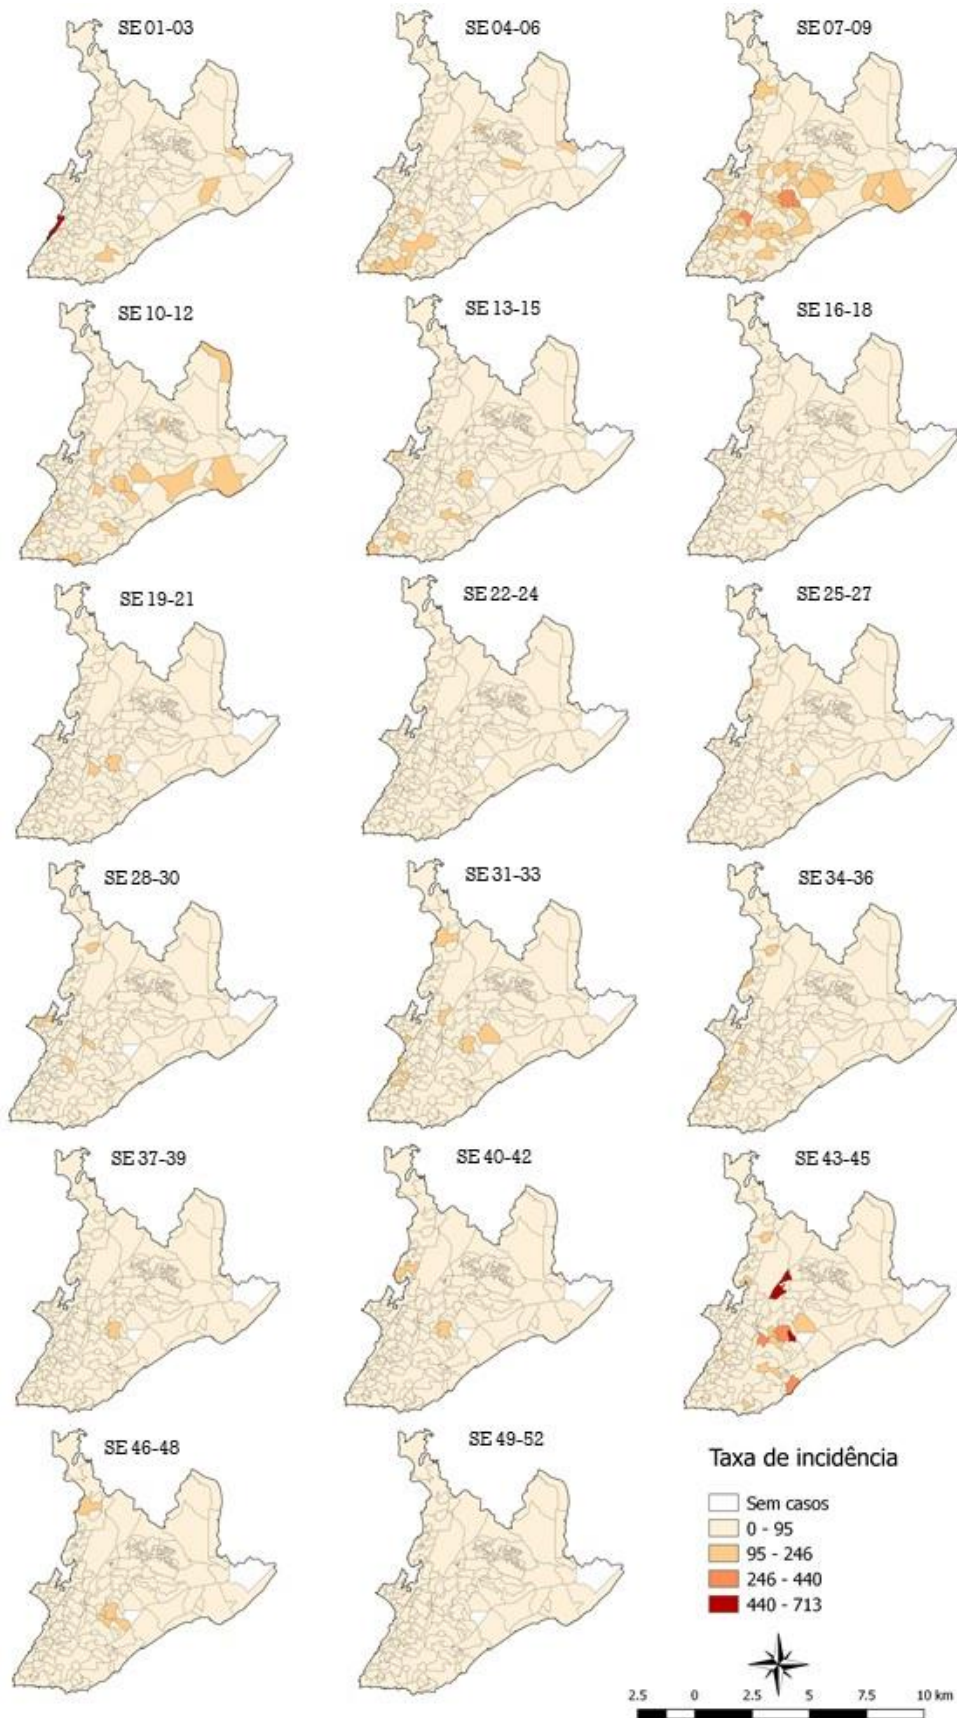 SE 01-03
SE 04-06
SE 07-09
SE 10-12
SE 13-15
SE 16-18
SE 19-21
SE 22-24
SE 25-27
SE 28-30
SE 31-33
SE 34-36
SE 37-39
SE 40-42
SE 43-45
SE 46-48
SE 49-52
Taxa de incidência
Sem casos
0 - 95
95 - 246
246 - 440
440 - 713
2.5 0 2.5 5 7.5 10 km